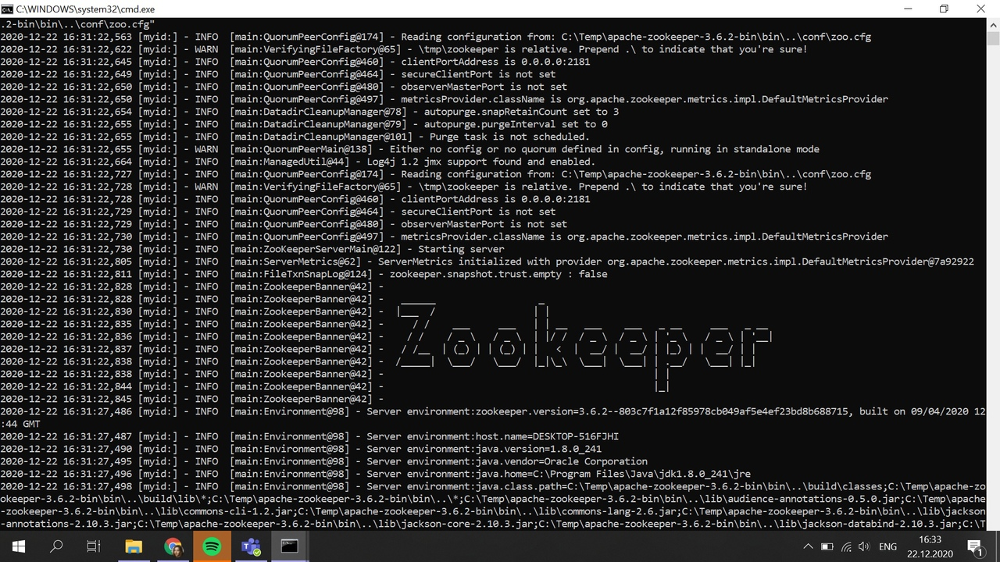 C:\WINDOWS\system32\cmd.exe
.2-bin\bin\..\conf\zoo.cfg"
2020-12-22 16:31:22,563 [myid:] - INFO  [main:QuorumPeerConfig@174] - Reading configuration from: C:\Temp\apache-zookeeper-3.6.2-bin\bin\..\conf\zoo.cfg
2020-12-22 16:31:22,622 [myid:] - WARN  [main:VerifyingFileFactory@65] - \tmp\zookeeper is relative. Prepend .\ to indicate that you're sure!
2020-12-22 16:31:22,645 [myid:] - INFO  [main:QuorumPeerConfig@460] - clientPortAddress is 0.0.0.0:2181
2020-12-22 16:31:22,649 [myid:] - INFO  [main:QuorumPeerConfig@464] - secureClientPort is not set
2020-12-22 16:31:22,650 [myid:] - INFO  [main:QuorumPeerConfig@480] - observerMasterPort is not set
2020-12-22 16:31:22,650 [myid:] - INFO  [main:QuorumPeerConfig@497] - metricsProvider.className is org.apache.zookeeper.metrics.impl.DefaultMetricsProvider
2020-12-22 16:31:22,654 [myid:] - INFO  [main:DatadirCleanupManager@78] - autopurge.snapRetainCount set to 3
2020-12-22 16:31:22,655 [myid:] - INFO  [main:DatadirCleanupManager@79] - autopurge.purgeInterval set to 0
2020-12-22 16:31:22,655 [myid:] - INFO  [main:DatadirCleanupManager@101] - Purge task is not scheduled.
2020-12-22 16:31:22,655 [myid:] - WARN  [main:QuorumPeerMain@138] - Either no config or no quorum defined in config, running in standalone mode
2020-12-22 16:31:22,664 [myid:] - INFO  [main:ManagedUtil@44] - Log4j 1.2 jmx support found and enabled.
2020-12-22 16:31:22,727 [myid:] - INFO  [main:QuorumPeerConfig@174] - Reading configuration from: C:\Temp\apache-zookeeper-3.6.2-bin\bin\..\conf\zoo.cfg
2020-12-22 16:31:22,728 [myid:] - WARN  [main:VerifyingFileFactory@65] - \tmp\zookeeper is relative. Prepend .\ to indicate that you're sure!
2020-12-22 16:31:22,728 [myid:] - INFO  [main:QuorumPeerConfig@460] - clientPortAddress is 0.0.0.0:2181
2020-12-22 16:31:22,729 [myid:] - INFO  [main:QuorumPeerConfig@464] - secureClientPort is not set
2020-12-22 16:31:22,729 [myid:] - INFO  [main:QuorumPeerConfig@480] - observerMasterPort is not set
2020-12-22 16:31:22,730 [myid:] - INFO  [main:QuorumPeerConfig@497] - metricsProvider.className is org.apache.zookeeper.metrics.impl.DefaultMetricsProvider
2020-12-22 16:31:22,730 [myid:] - INFO  [main:ZooKeeperServerMain@122] - Starting server
2020-12-22 16:31:22,805 [myid:] - INFO  [main:ServerMetrics@62] - ServerMetrics initialized with provider org.apache.zookeeper.metrics.impl.DefaultMetricsProvider@7a92922
2020-12-22 16:31:22,811 [myid:] - INFO  [main:FileTxnSnapLog@124] - zookeeper.snapshot.trust.empty : false
2020-12-22 16:31:22,828 [myid:] - INFO  [main:ZookeeperBanner@42] -
2020-12-22 16:31:22,828 [myid:] - INFO  [main:ZookeeperBanner@42] -
2020-12-22 16:31:22,830 [myid:] - INFO  [main:ZookeeperBanner@42] -
2020-12-22 16:31:22,835 [myid:] - INFO  [main:ZookeeperBanner@42] -
2020-12-22 16:31:22,836 [myid:] - INFO  [main:ZookeeperBanner@42] - Zookeeper
2020-12-22 16:31:22,837 [myid:] - INFO  [main:ZookeeperBanner@42] -
2020-12-22 16:31:22,838 [myid:] - INFO  [main:ZookeeperBanner@42] -
2020-12-22 16:31:22,838 [myid:] - INFO  [main:ZookeeperBanner@42] -
2020-12-22 16:31:22,844 [myid:] - INFO  [main:ZookeeperBanner@42] -
2020-12-22 16:31:22,845 [myid:] - INFO  [main:ZookeeperBanner@42] -
2020-12-22 16:31:27,486 [myid:] - INFO  [main:Environment@98] - Server environment:zookeeper.version=3.6.2--803c7f1a12f85978cb049af5e4ef23bd8b688715, built on 09/04/2020 12
:44 GMT
2020-12-22 16:31:27,487 [myid:] - INFO  [main:Environment@98] - Server environment:host.name=DESKTOP-516FJHI
2020-12-22 16:31:27,490 [myid:] - INFO  [main:Environment@98] - Server environment:java.version=1.8.0_241
2020-12-22 16:31:27,495 [myid:] - INFO  [main:Environment@98] - Server environment:java.vendor=Oracle Corporation
2020-12-22 16:31:27,496 [myid:] - INFO  [main:Environment@98] - Server environment:java.home=C:\Program Files\Java\jdk1.8.0_241\jre
2020-12-22 16:31:27,498 [myid:] - INFO  [main:Environment@98] - Server environment:java.class.path=C:\Temp\apache-zookeeper-3.6.2-bin\bin\..\build\classes;C:\Temp\apache-zo
okeeper-3.6.2-bin\bin\..\build\lib\*;C:\Temp\apache-zookeeper-3.6.2-bin\bin\..\*;C:\Temp\apache-zookeeper-3.6.2-bin\bin\..\lib\audience-annotations-0.5.0.jar;C:\Temp\apache
-zookeeper-3.6.2-bin\bin\..\lib\commons-cli-1.2.jar;C:\Temp\apache-zookeeper-3.6.2-bin\bin\..\lib\commons-lang-2.6.jar;C:\Temp\apache-zookeeper-3.6.2-bin\bin\..\lib\jackson
-annotations-2.10.3.jar;C:\Temp\apache-zookeeper-3.6.2-bin\bin\..\lib\jackson-core-2.10.3.jar;C:\Temp\apache-zookeeper-3.6.2-bin\bin\..\lib\jackson-databind-2.10.3.jar;C:\T
ENG
16:33
22.12.2020
1